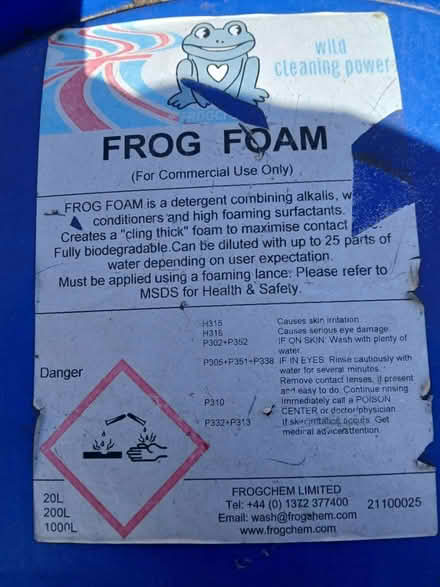 wild
cleaning power
FROGCHEM
FROG FOAM
(For Commercial Use Only)
FROG FOAM is a detergent combining alkalis, w
conditioners and high foaming surfactants.
Creates a "cling thick" foam to maximise contact
Fully biodegradable.Can be diluted with up to 25 parts of
water depending on user expectation.
Must be applied using a foaming lance. Please refer to
MSDS for Health & Safety.
Danger
H315 Causes skin irritation
H318 Causes serious eye damage
P302+P352 IF ON SKIN: Wash with plenty of
water.
P305+P351+P338 IF IN EYES: Rinse cautiously with
water for several minutes.
Remove contact lenses, if present
and easy to do. Continue rinsing
P310 Immediately call a POISON
CENTER or doctor/physician
P332+P313 If skin irritation occurs: Get
medical advice/attention.
20L
200L
1000L
FROGCHEM LIMITED
Tel: +44 (0) 1372 377400
Email: wash@frogchem.com
www.frogchem.com
21100025